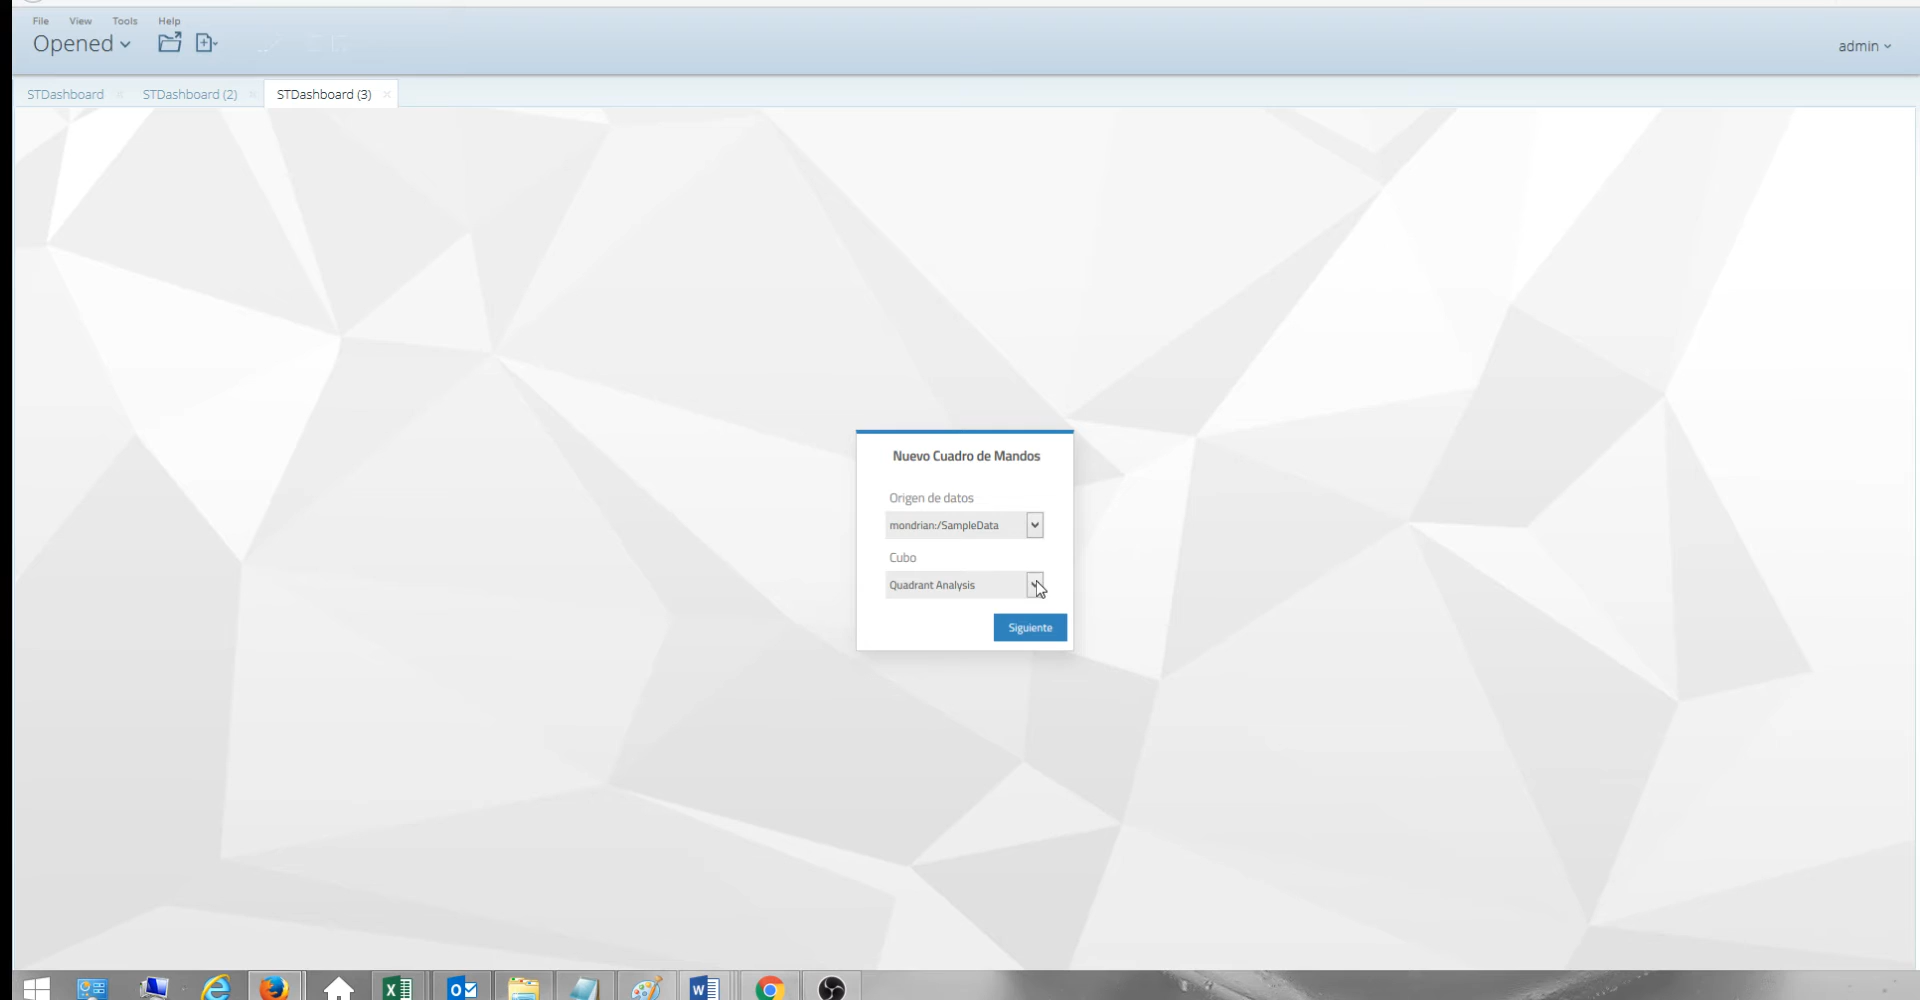 File View Tools Help
Opened
admin
STDashboard STDashboard (2) STDashboard (3)
Nuevo Cuadro de Mandos
Origen de datos
mondrian:/SampleData
Cubo
Quadrant Analysis
Siguiente